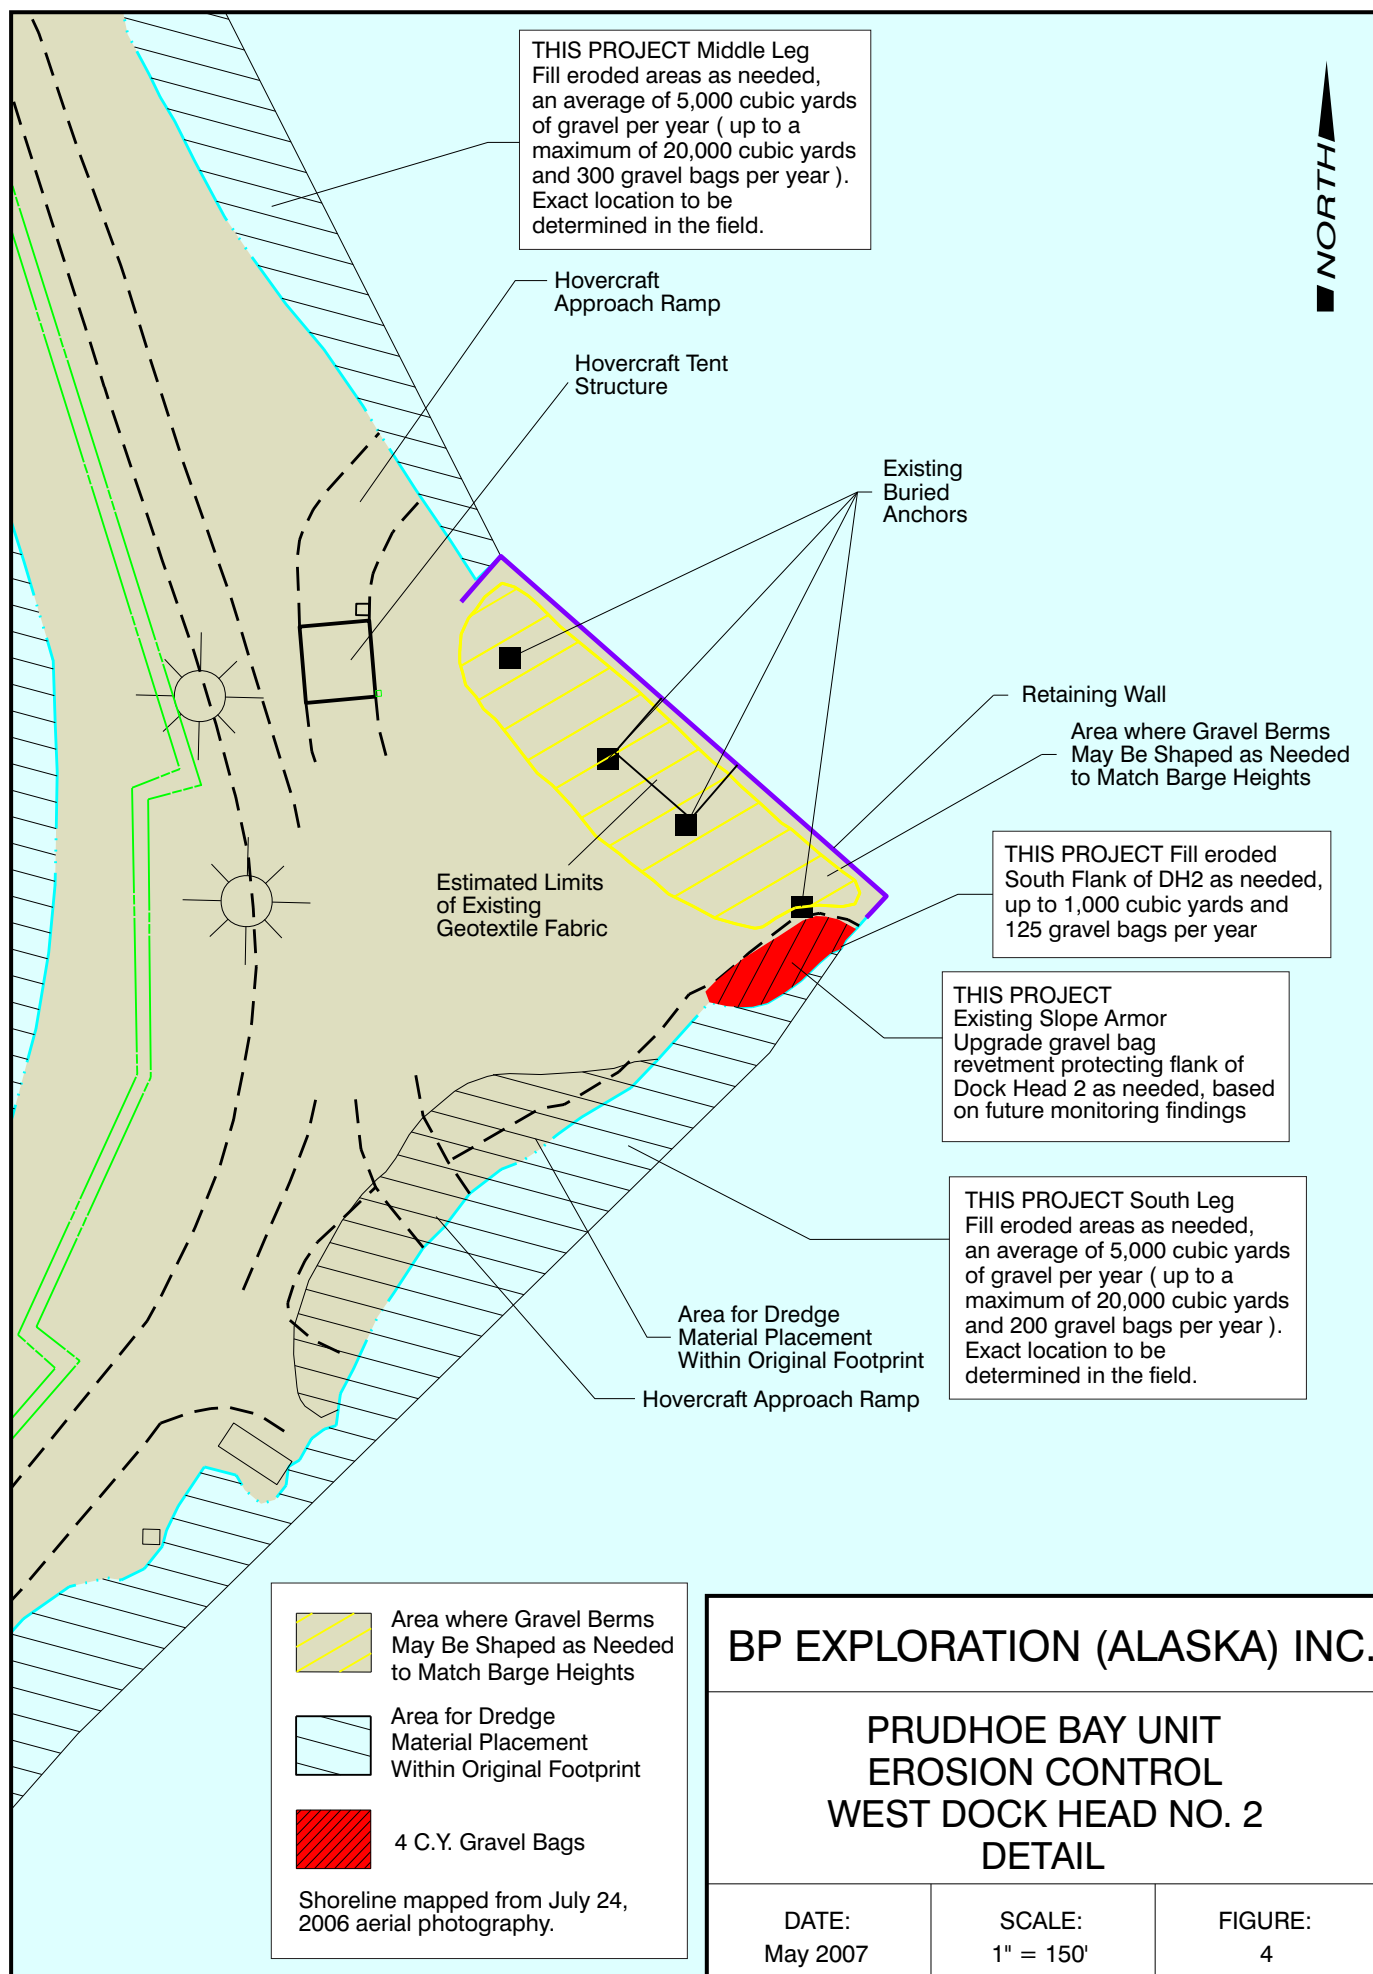 THIS PROJECT Middle Leg
Fill eroded areas as needed,
an average of 5,000 cubic yards
of gravel per year ( up to a
maximum of 20,000 cubic yards
and 300 gravel bags per year ).
Exact location to be
determined in the field.
NORTH
Hovercraft
Approach Ramp
Hovercraft Tent
Structure
Existing
Buried
Anchors
Retaining Wall
Area where Gravel Berms
May Be Shaped as Needed
to Match Barge Heights
Estimated Limits
of Existing
Geotextile Fabric
THIS PROJECT Fill eroded
South Flank of DH2 as needed,
up to 1,000 cubic yards and
125 gravel bags per year
THIS PROJECT
Existing Slope Armor
Upgrade gravel bag
revetment protecting flank of
Dock Head 2 as needed, based
on future monitoring findings
THIS PROJECT South Leg
Fill eroded areas as needed,
an average of 5,000 cubic yards
of gravel per year ( up to a
maximum of 20,000 cubic yards
and 200 gravel bags per year ).
Exact location to be
determined in the field.
Area for Dredge
Material Placement
Within Original Footprint
Hovercraft Approach Ramp
Area where Gravel Berms
May Be Shaped as Needed
to Match Barge Heights
Area for Dredge
Material Placement
Within Original Footprint
4 C.Y. Gravel Bags
Shoreline mapped from July 24,
2006 aerial photography.
BP EXPLORATION (ALASKA) INC.
PRUDHOE BAY UNIT
EROSION CONTROL
WEST DOCK HEAD NO. 2
DETAIL
DATE:
May 2007
SCALE:
1" = 150'
FIGURE:
4